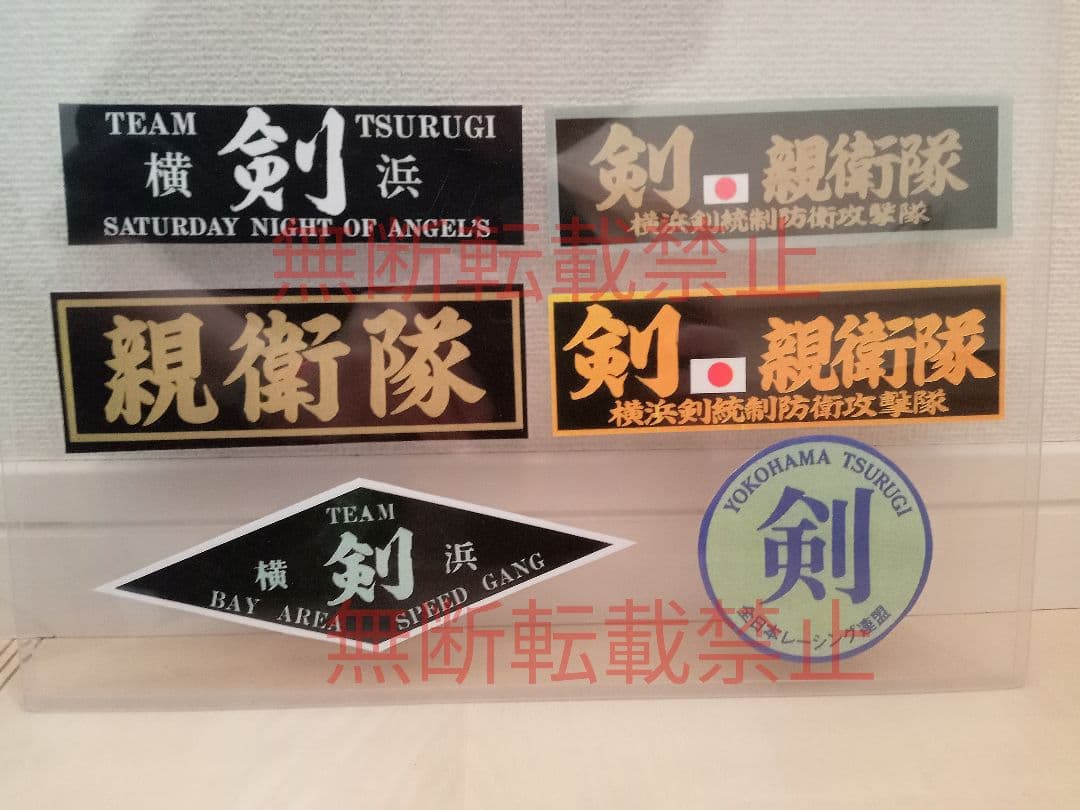 TEAM 剣 TSURUGI
横 浜
SATURDAY NIGHT OF ANGEL'S
剣 親衛隊
横浜剣統制防衛攻撃隊
無断転載禁止
親衛隊
剣 親衛隊
横浜剣統制防衛攻撃隊
TEAM
横 剣 浜
BAY AREA SPEED GANG
YOKOHAMA TSURUGI
剣
全日本レーシング連盟
無断転載禁止